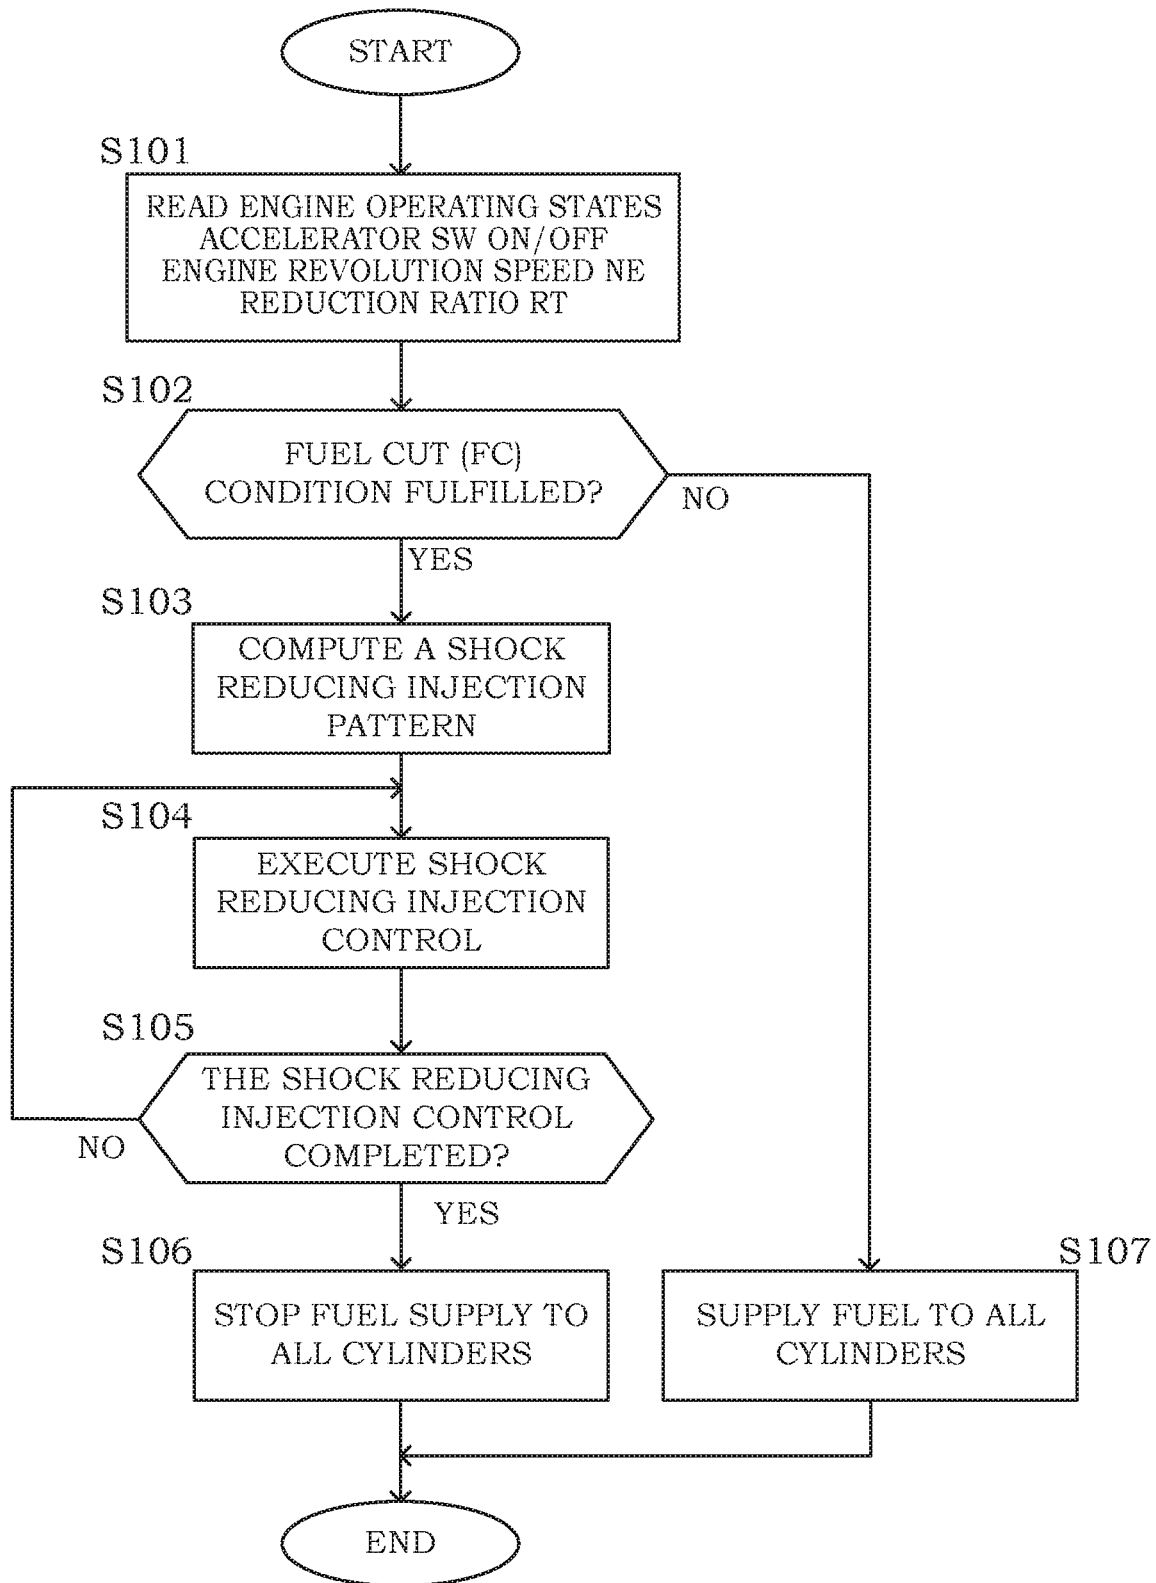 START
S101
READ ENGINE OPERATING STATES
ACCELERATOR SW ON/OFF
ENGINE REVOLUTION SPEED NE
REDUCTION RATIO RT
S102
FUEL CUT (FC)
CONDITION FULFILLED?
NO
YES
S103
COMPUTE A SHOCK
REDUCING INJECTION
PATTERN
S104
EXECUTE SHOCK
REDUCING INJECTION
CONTROL
S105
THE SHOCK REDUCING
INJECTION CONTROL
COMPLETED?
NO
YES
S106
STOP FUEL SUPPLY TO
ALL CYLINDERS
S107
SUPPLY FUEL TO ALL
CYLINDERS
END